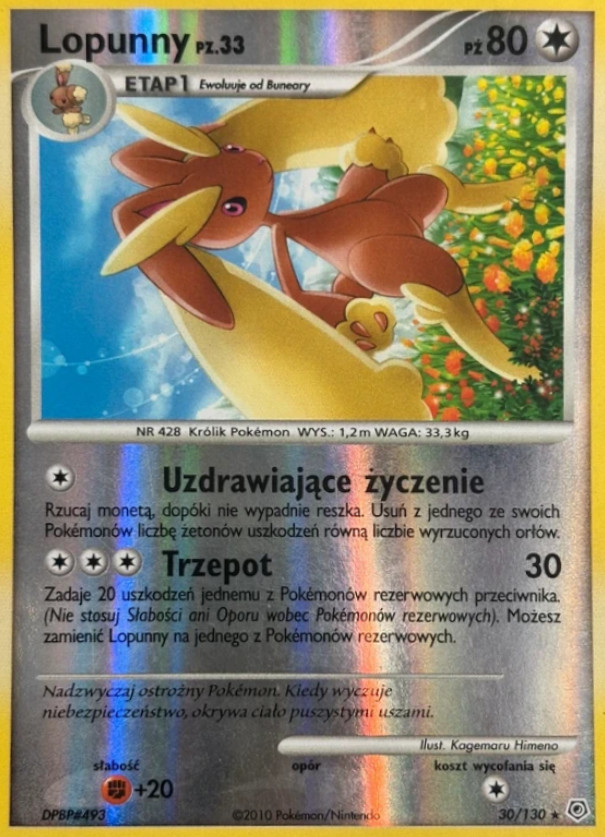 Lopunny PZ.33
PŻ 80
ETAP 1 Ewoluuje od Buneary
NR 428 Królik Pokémon WYS.: 1,2 m WAGA: 33,3 kg
Uzdrawiające życzenie
Rzucaj monetą, dopóki nie wypadnie reszka. Usuń z jednego ze swoich
Pokémonów liczbę żetonów uszkodzeń równą liczbie wyrzuconych orłów.
Trzepot 30
Zadaje 20 uszkodzeń jednemu z Pokémonów rezerwowych przeciwnika.
(Nie stosuj Słabości ani Oporu wobec Pokémonów rezerwowych). Możesz
zamienić Lopunny na jednego z Pokémonów rezerwowych.
Nadzwyczaj ostrożny Pokémon. Kiedy wyczuje
niebezpieczeństwo, okrywa ciało puszystymi uszami.
Ilust. Kagemaru Himeno
słabość opór koszt wycofania się
+20
DPBP#493 ©2010 Pokémon/Nintendo 30/130 ★